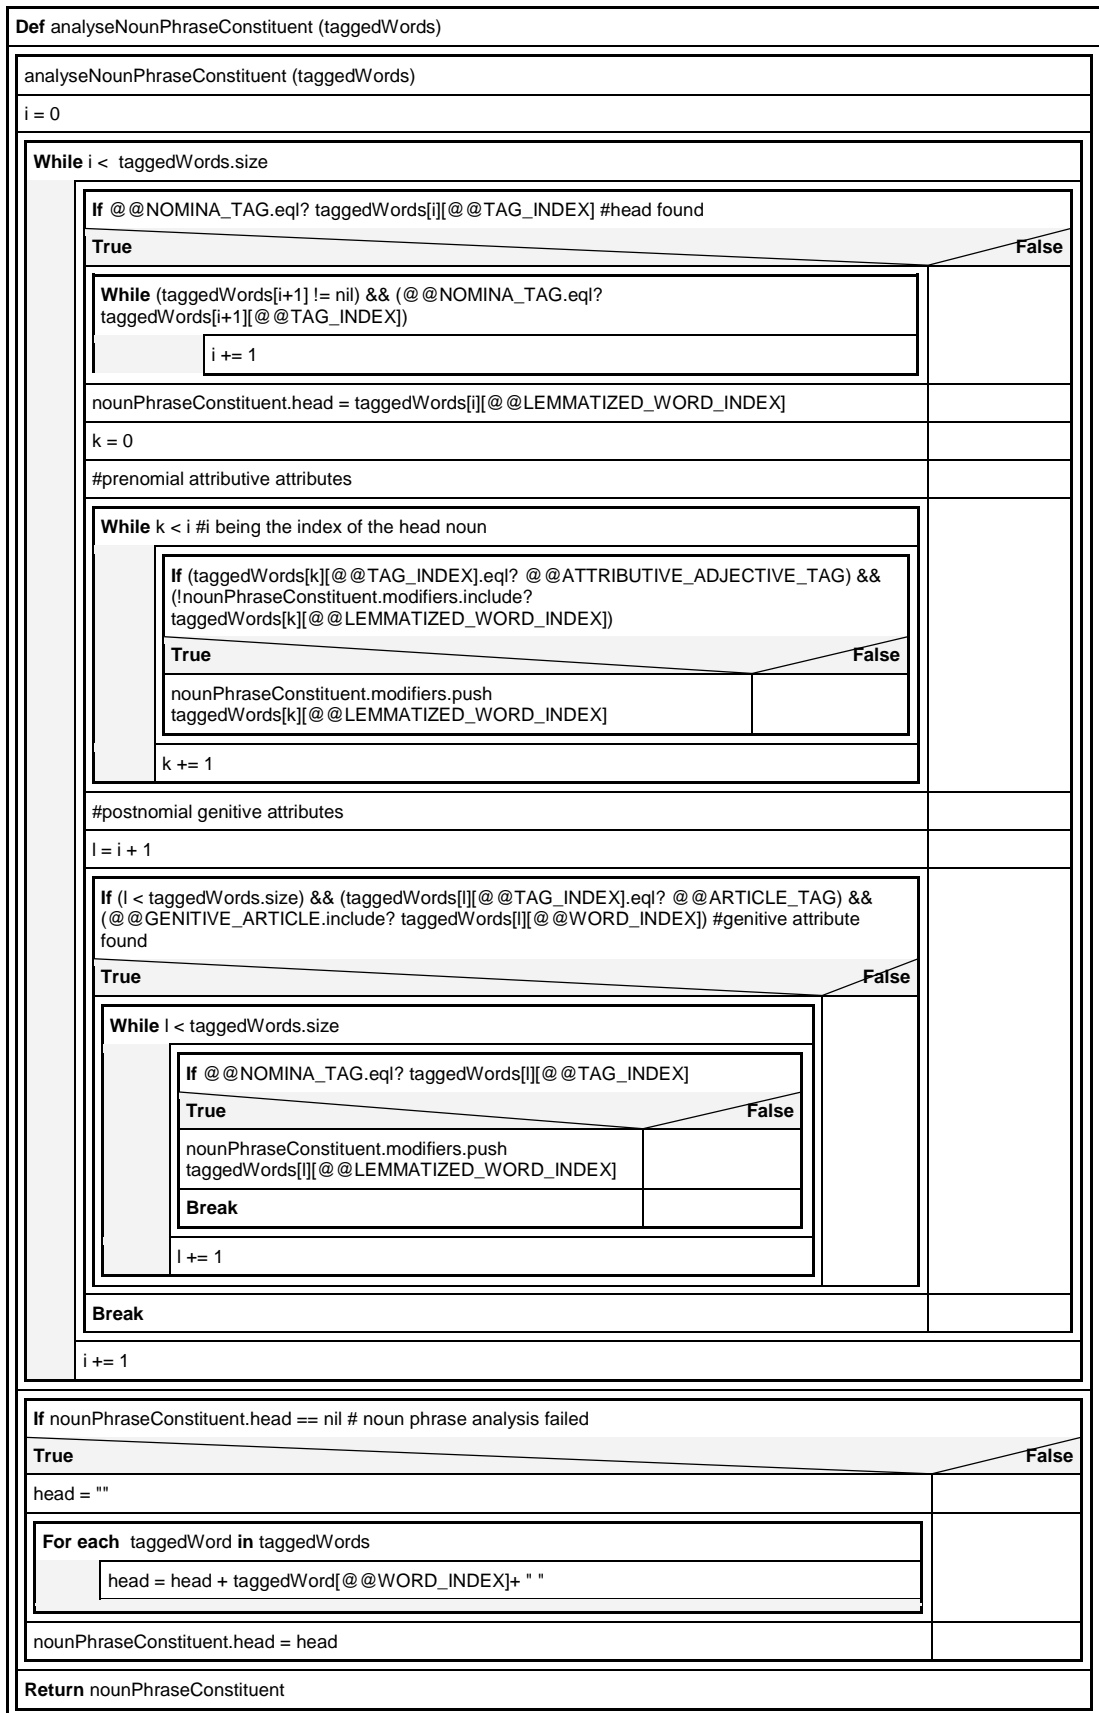 Def analyseNounPhraseConstituent (taggedWords)
analyseNounPhraseConstituent (taggedWords)
i = 0
While i < taggedWords.size
If @@NOMINA_TAG.eql? taggedWords[i][@@TAG_INDEX] #head found
True False
While (taggedWords[i+1] != nil) && (@@NOMINA_TAG.eql?
taggedWords[i+1][@@TAG_INDEX])
i += 1
nounPhraseConstituent.head = taggedWords[i][@@LEMMATIZED_WORD_INDEX]
k = 0
#prenomial attributive attributes
While k < i #i being the index of the head noun
If (taggedWords[k][@@TAG_INDEX].eql? @@ATTRIBUTIVE_ADJECTIVE_TAG) &&
(!nounPhraseConstituent.modifiers.include?
taggedWords[k][@@LEMMATIZED_WORD_INDEX])
True False
nounPhraseConstituent.modifiers.push
taggedWords[k][@@LEMMATIZED_WORD_INDEX]
k += 1
#postnomial genitive attributes
l = i + 1
If (l < taggedWords.size) && (taggedWords[l][@@TAG_INDEX].eql? @@ARTICLE_TAG) &&
(@@GENITIVE_ARTICLE.include? taggedWords[l][@@WORD_INDEX]) #genitive attribute
found
True False
While l < taggedWords.size
If @@NOMINA_TAG.eql? taggedWords[l][@@TAG_INDEX]
True False
nounPhraseConstituent.modifiers.push
taggedWords[l][@@LEMMATIZED_WORD_INDEX]
Break
l += 1
Break
i += 1
If nounPhraseConstituent.head == nil # noun phrase analysis failed
True False
head = ""
For each taggedWord in taggedWords
head = head + taggedWord[@@WORD_INDEX]+ " "
nounPhraseConstituent.head = head
Return nounPhraseConstituent